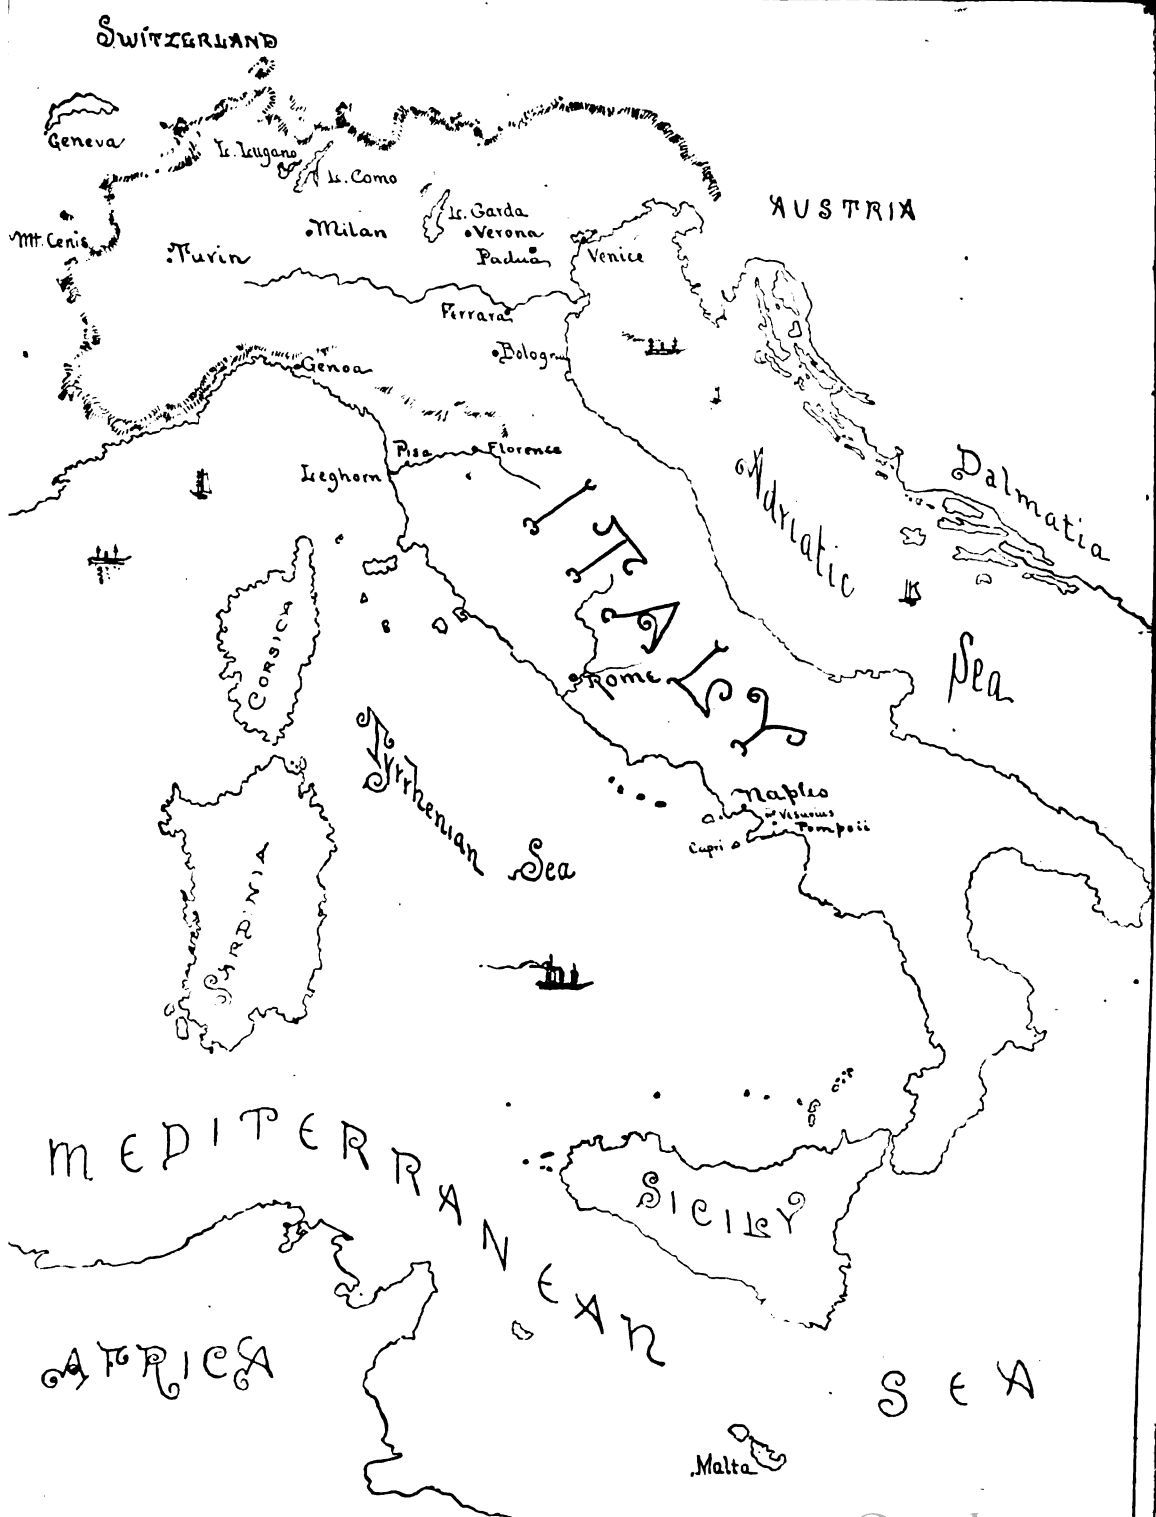 SWITZERLAND
Geneva
L. Lugano
L. Como
AUSTRIA
L. Garda
Mt. Cenis
Milan
Verona
Turin
Padua
Venice
Ferrara
Bologn
Genoa
Pisa
Florence
Leghorn
Dalmatia
Adriatic
Sea
ITALY
CORSICA
Rome
Tyrrhenian
Sea
Naples
Vesuvius
Pompeii
Capri
SARDINIA
MEDITERRANEAN
SEA
SICILY
AFRICA
Malta